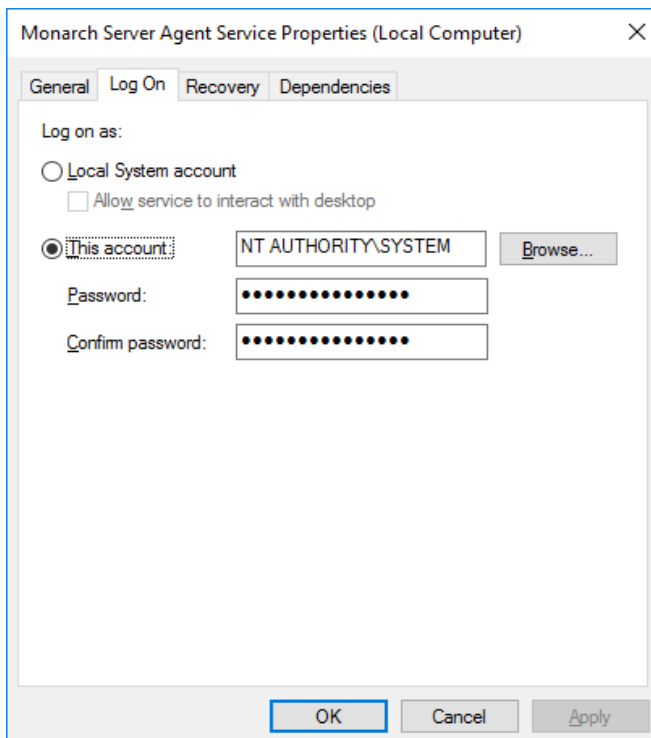 Monarch Server Agent Service Properties (Local Computer)
General Log On Recovery Dependencies
Log on as:
Local System account
Allow service to interact with desktop
This account: NT AUTHORITY\SYSTEM Browse...
Password: •••••••••••••••
Confirm password: •••••••••••••••
OK Cancel Apply